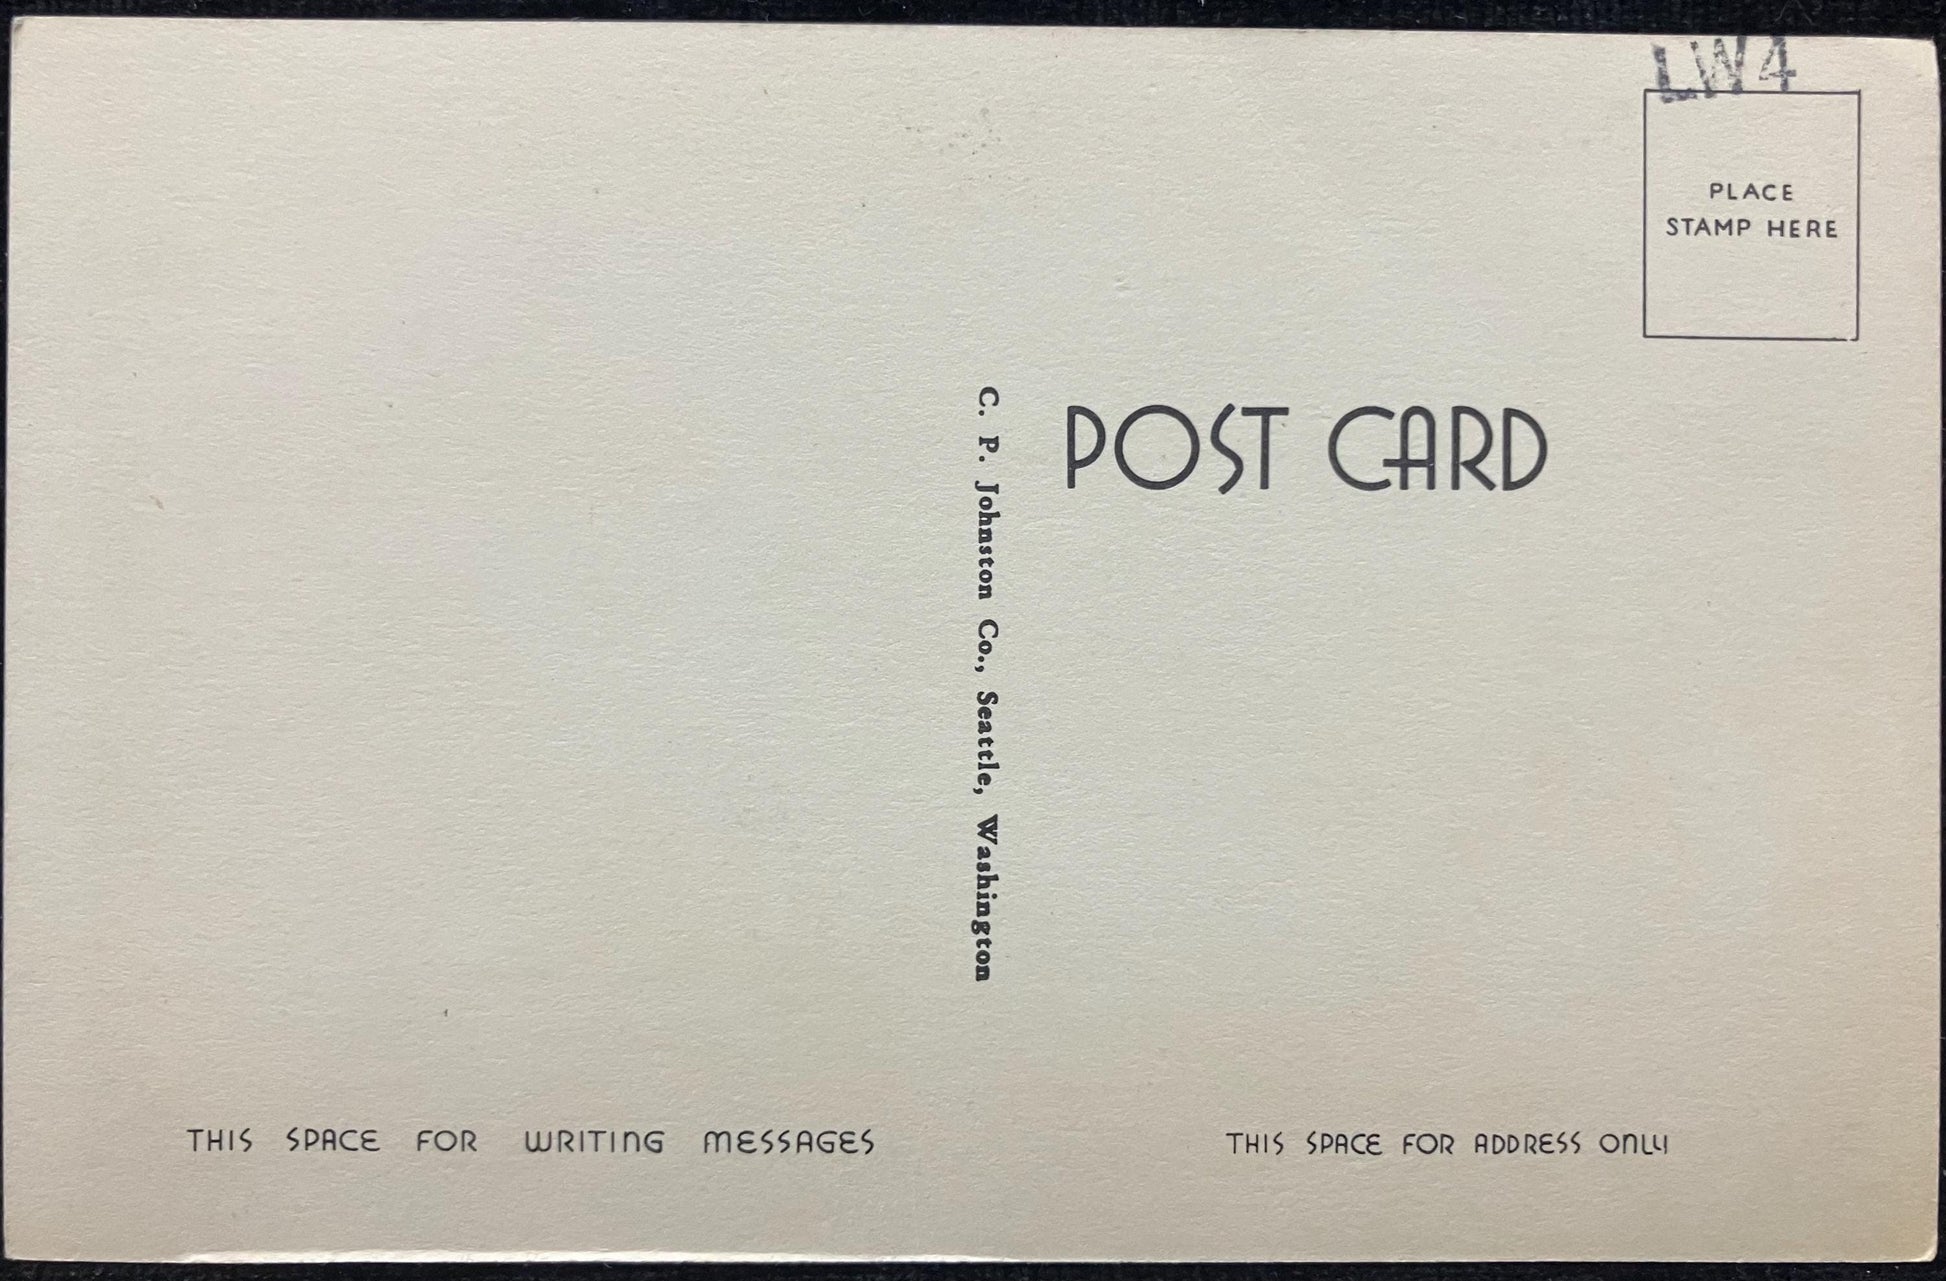 LW4
PLACE
STAMP HERE
POST CARD
C. P. Johnston Co., Seattle, Washington
THIS SPACE FOR WRITING MESSAGES
THIS SPACE FOR ADDRESS ONLY